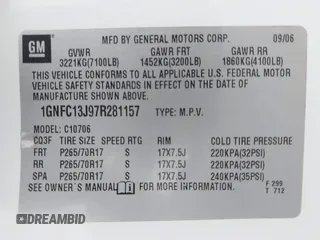 GM
MFD BY GENERAL MOTORS CORP. 09/06
GVWR GAWR FRT GAWR RR
3221KG(7100LB) 1452KG(3200LB) 1860KG(4100LB)
THIS VEHICLE CONFORMS TO ALL APPLICABLE U.S. FEDERAL MOTOR
VEHICLE SAFETY STANDARDS IN EFFECT ON THE DATE OF
MANUFACTURE SHOWN ABOVE.
1GNFC13J97R281157 TYPE: M.P.V.
MODEL: C10706
CO3F TIRE SIZE SPEED RTG RIM COLD TIRE PRESSURE
FRT P265/70R17 S 17X7.5J 220KPA(32PSI)
RR P265/70R17 S 17X7.5J 220KPA(32PSI)
SPA P265/70R17 S 17X7.5J 240KPA(35PSI)
SEE OWNER'S MANUAL FOR MORE INFORMATION. F 299
T 712
DREAMBID